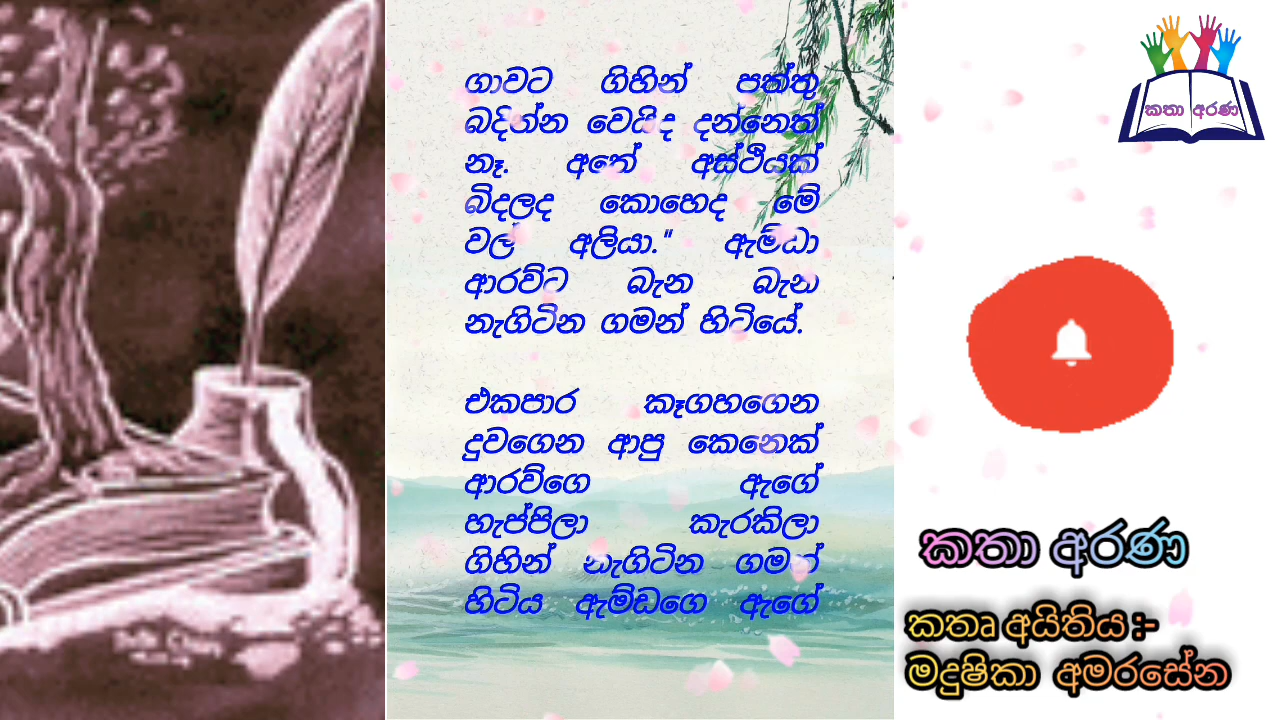 ගාවට ගිහින් පත්තු
බදින්න වෙයිද දන්නෙත්
නෑ. අතේ අස්ථියක්
බිදලද කොහෙද මේ
වල් අලියා." ඇම්ඩා
ආරව්ට බැන බැන
නැගිටින ගමන් හිටියේ.
එකපාර කෑගහගෙන
දුවගෙන ආපු කෙනෙක්
ආරව්ගෙ ඇගේ
හැප්පිලා කැරකිලා
ගිහින් නැගිටින ගමන්
හිටිය ඇම්ඩගෙ ඇගේ
කතා අරණ
කතා අරණ
කතෘ අයිතිය :-
මදුෂිකා අමරසේන